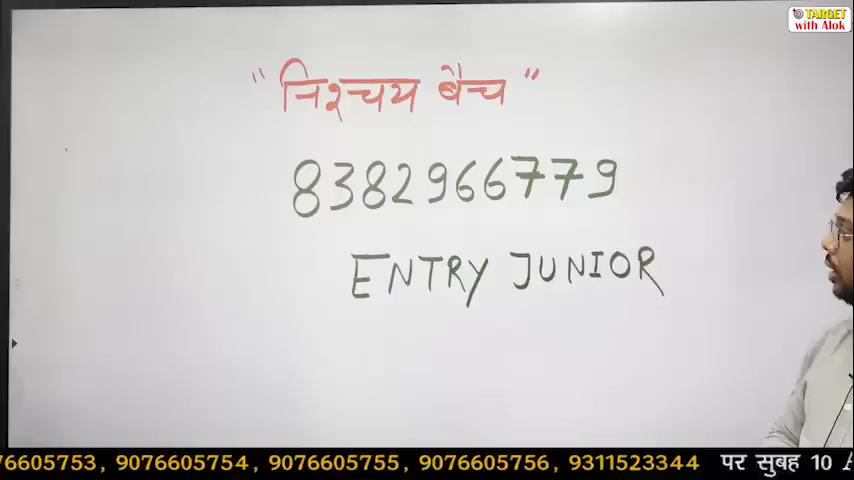 TARGET
with Alok
"निश्चय बैच"
8382966779
ENTRY JUNIOR
76605753, 9076605754, 9076605755, 9076605756, 9311523344 पर सुबह 10